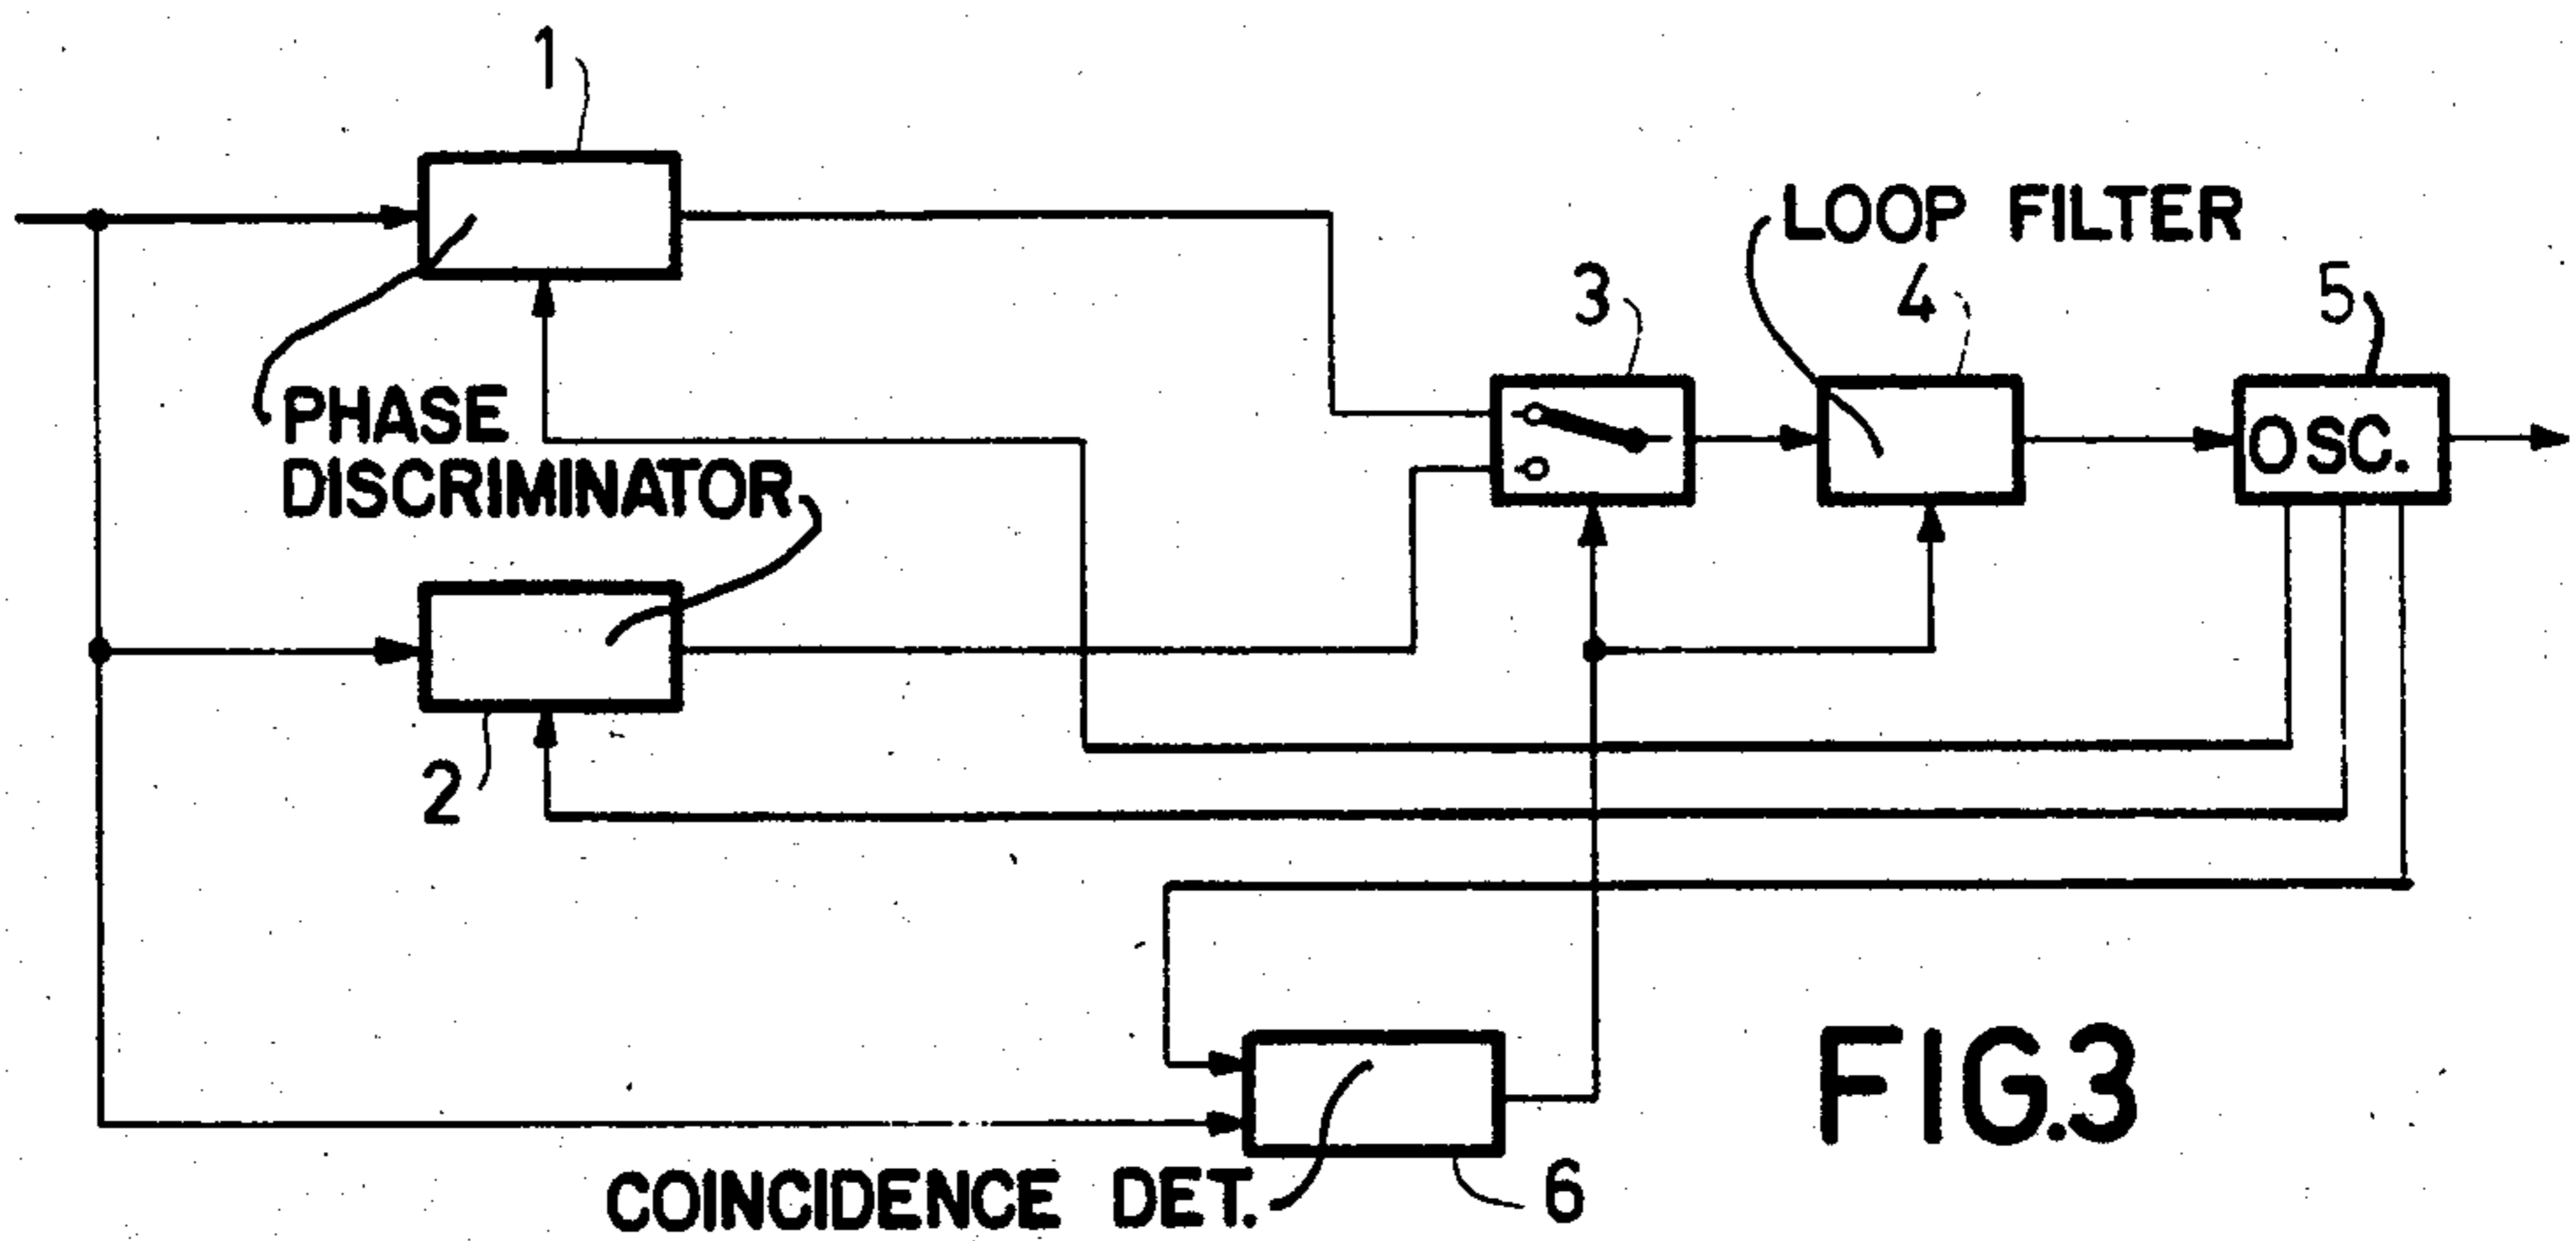 1
LOOP FILTER
3
4
5
PHASE
DISCRIMINATOR
OSC.
2
FIG.3
COINCIDENCE DET.
6